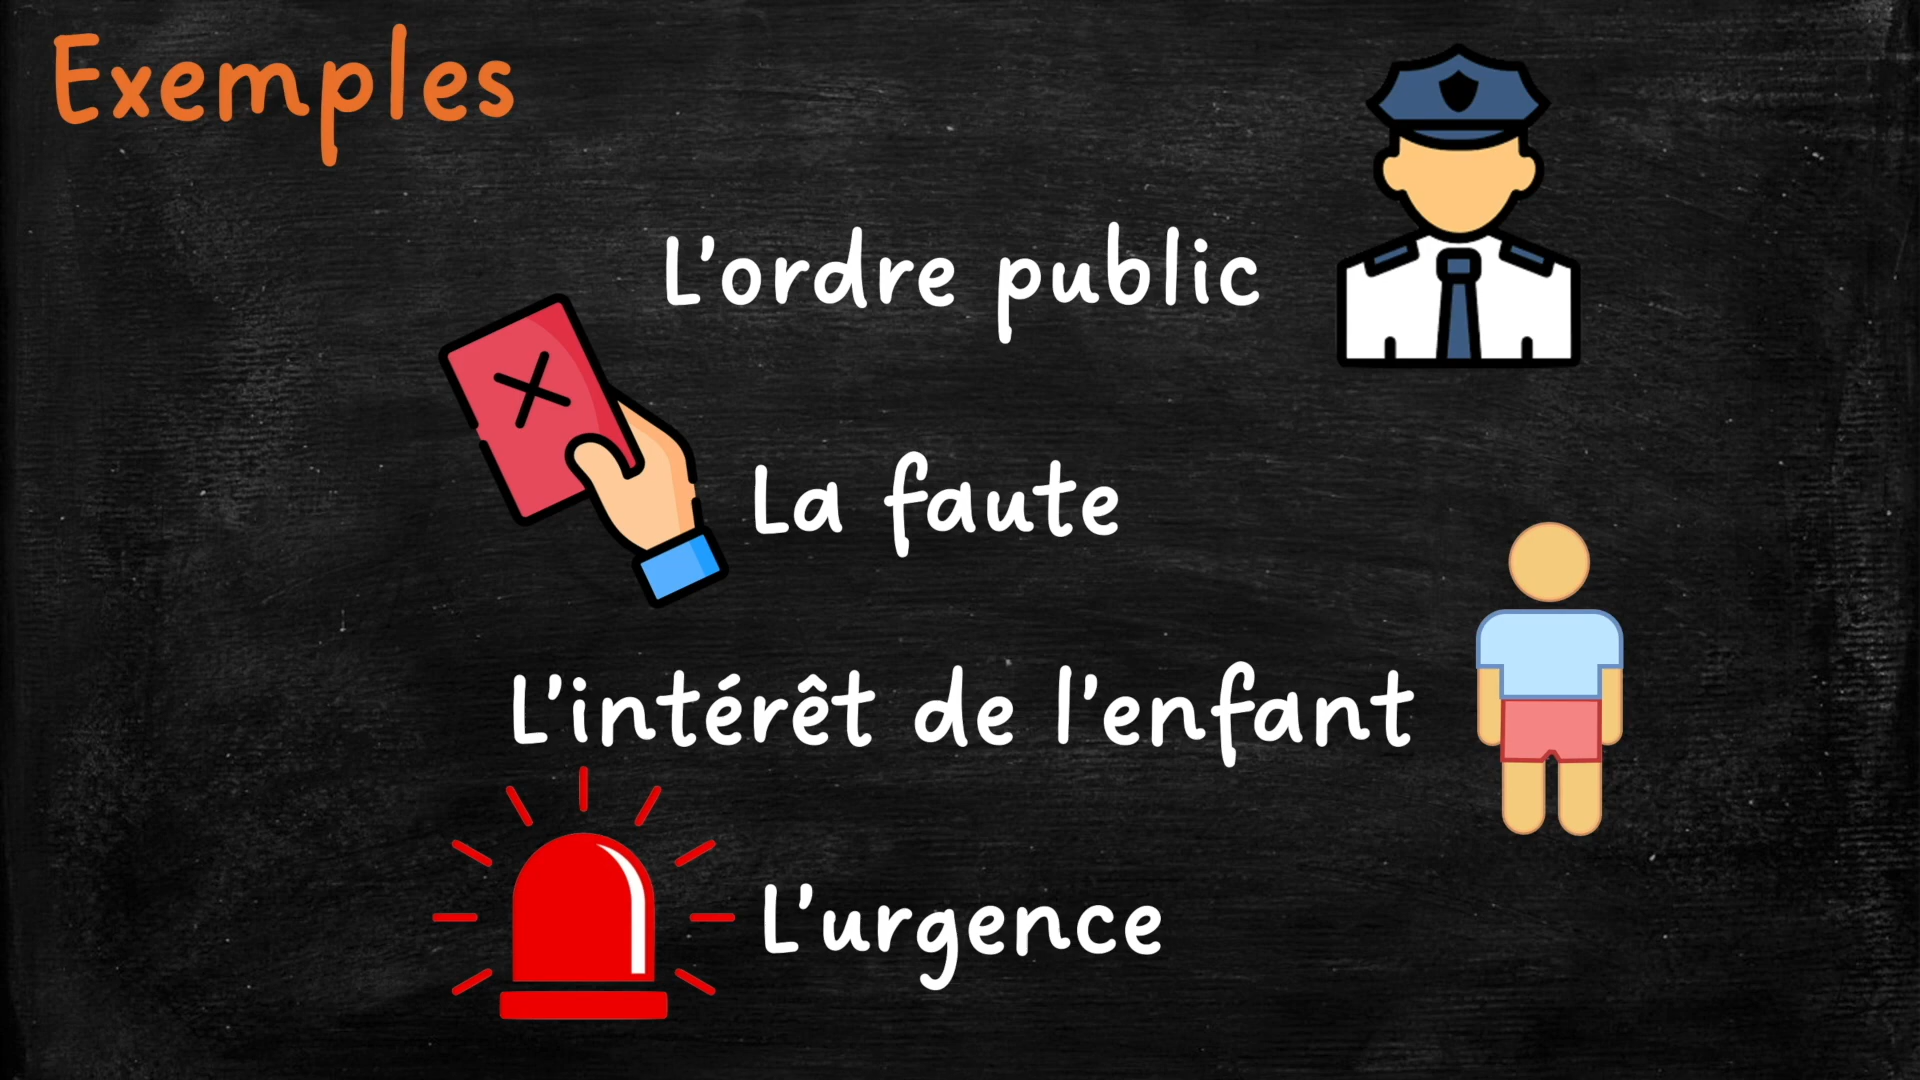 Exemples
L'ordre public
La faute
L'intérêt de l'enfant
L'urgence